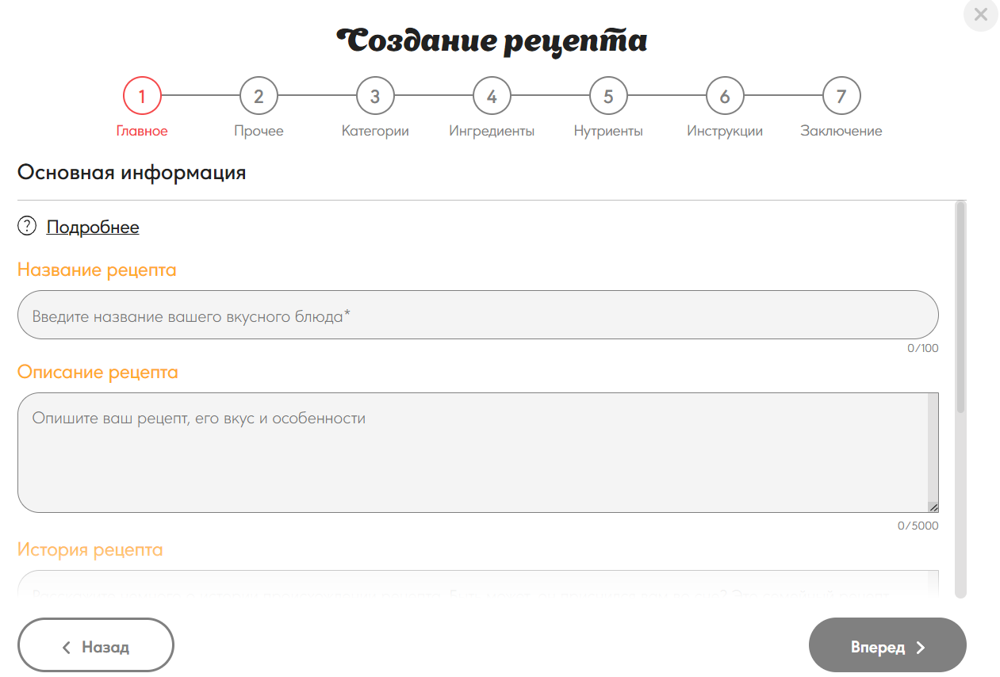 Создание рецепта
1 2 3 4 5 6 7
Главное Прочее Категории Ингредиенты Нутриенты Инструкции Заключение
Основная информация
? Подробнее
Название рецепта
Введите название вашего вкусного блюда*
0/100
Описание рецепта
Опишите ваш рецепт, его вкус и особенности
0/5000
История рецепта
Назад Вперед